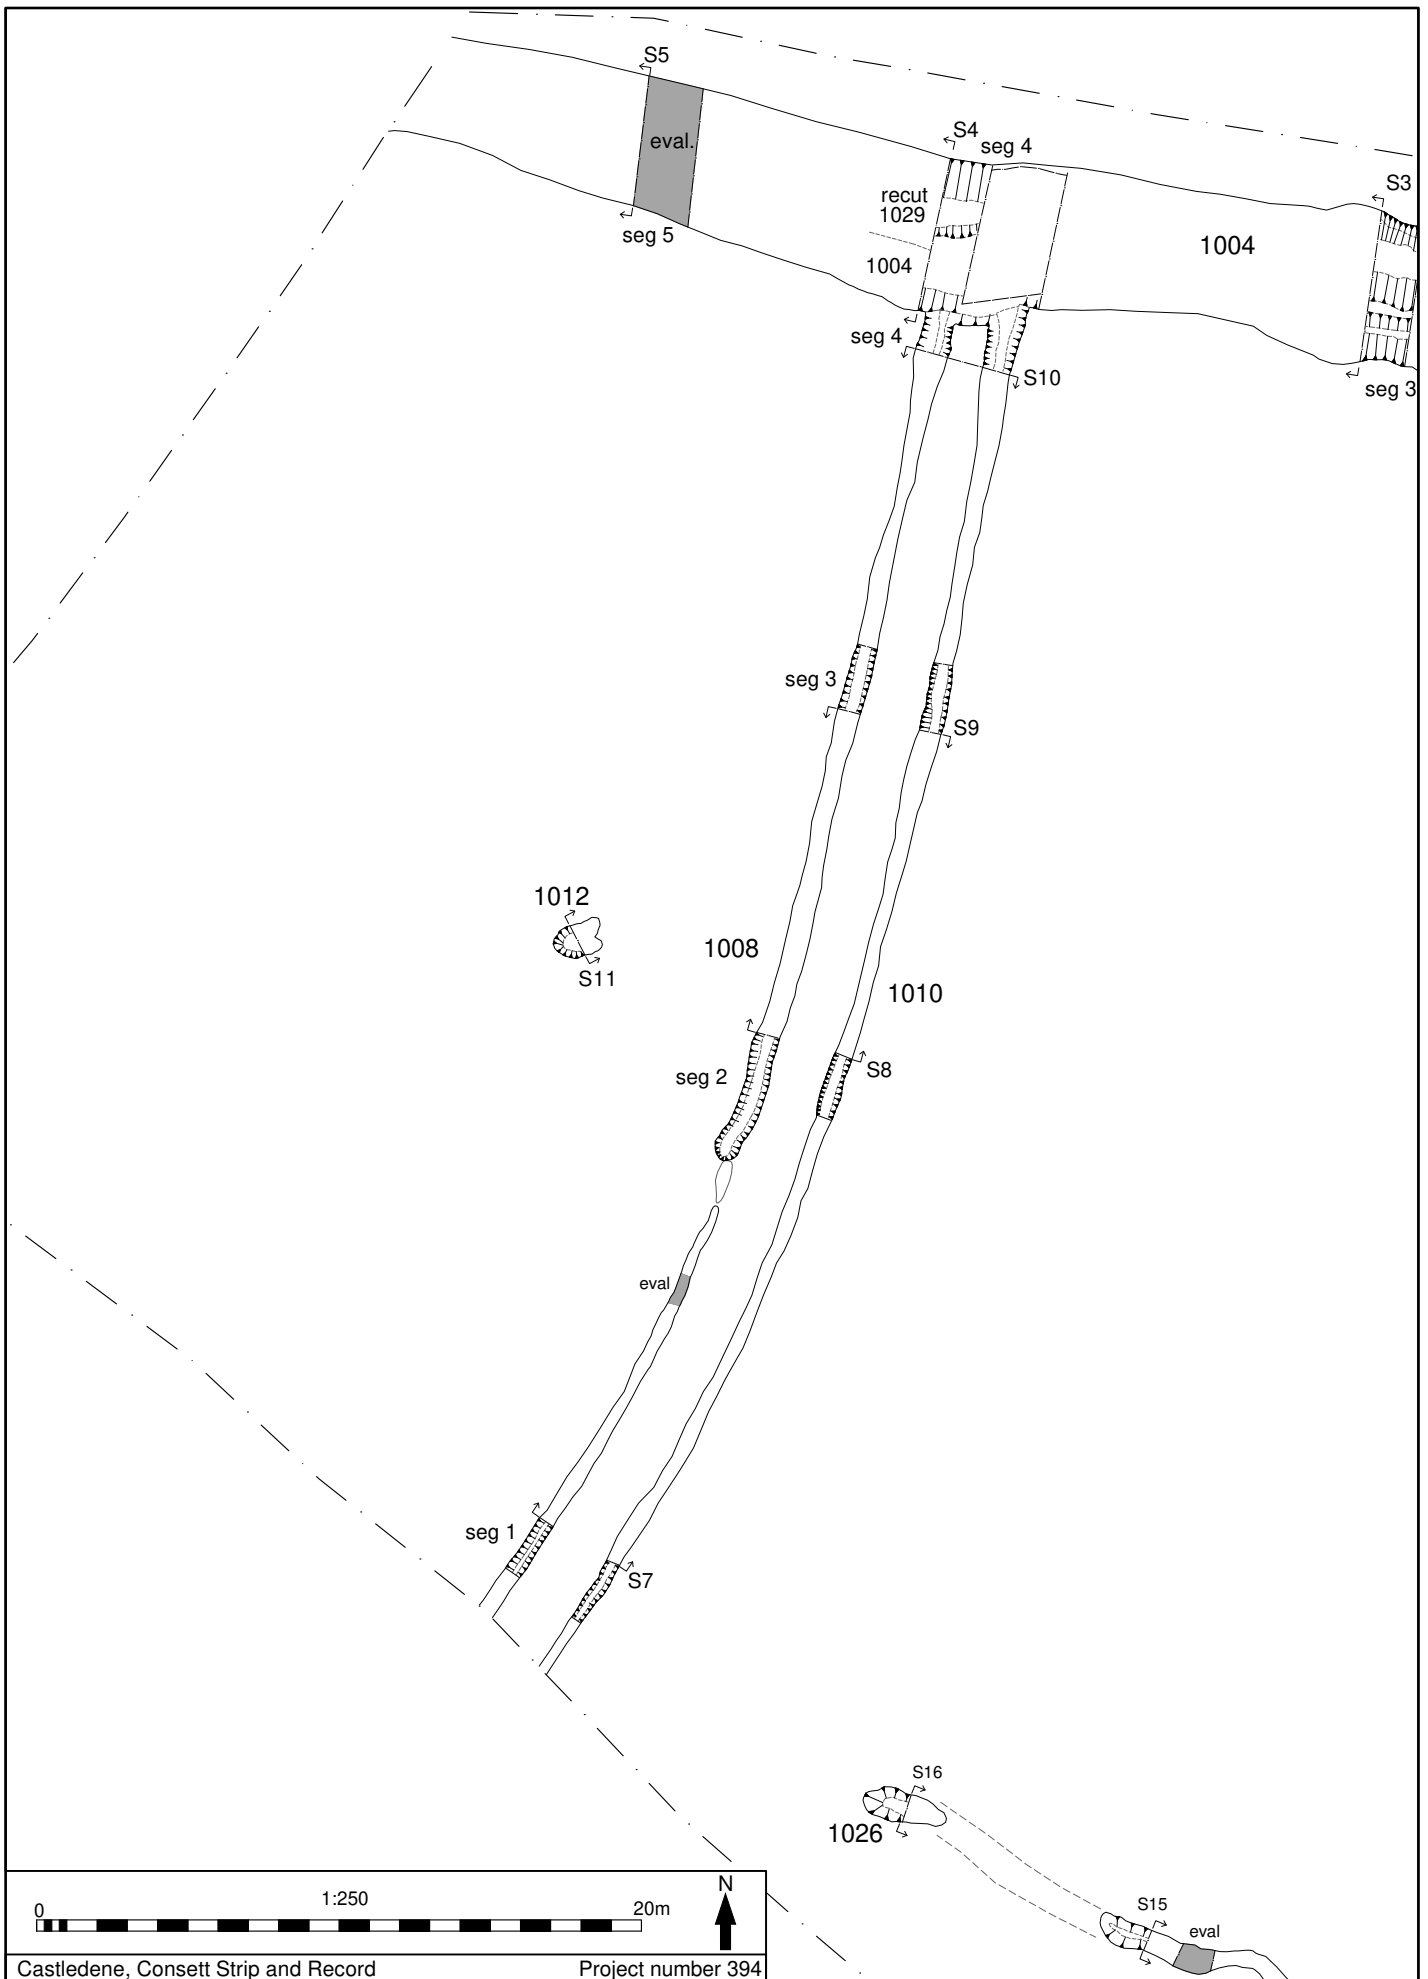 S5
eval.
seg 5
S4
seg 4
recut
1029
1004
1004
S3
seg 3
seg 4
S10
seg 3
S9
1012
S11
1008
1010
seg 2
S8
eval
seg 1
S7
S16
1026
S15
eval
0
1:250
20m
N
Castledene, Consett Strip and Record
Project number 394